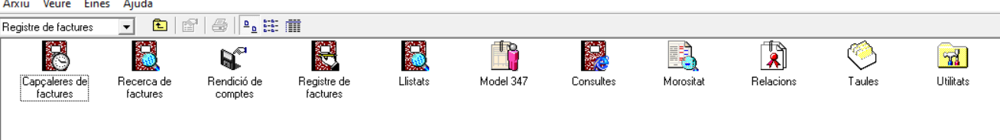 Arxiu Veure Eines Ajuda
Registre de factures
Capçaleres de
factures
Recerca de
factures
Rendició de
comptes
Registre de
factures
Llistats
Model 347
Consultes
Morositat
Relacions
Taules
Utilitats